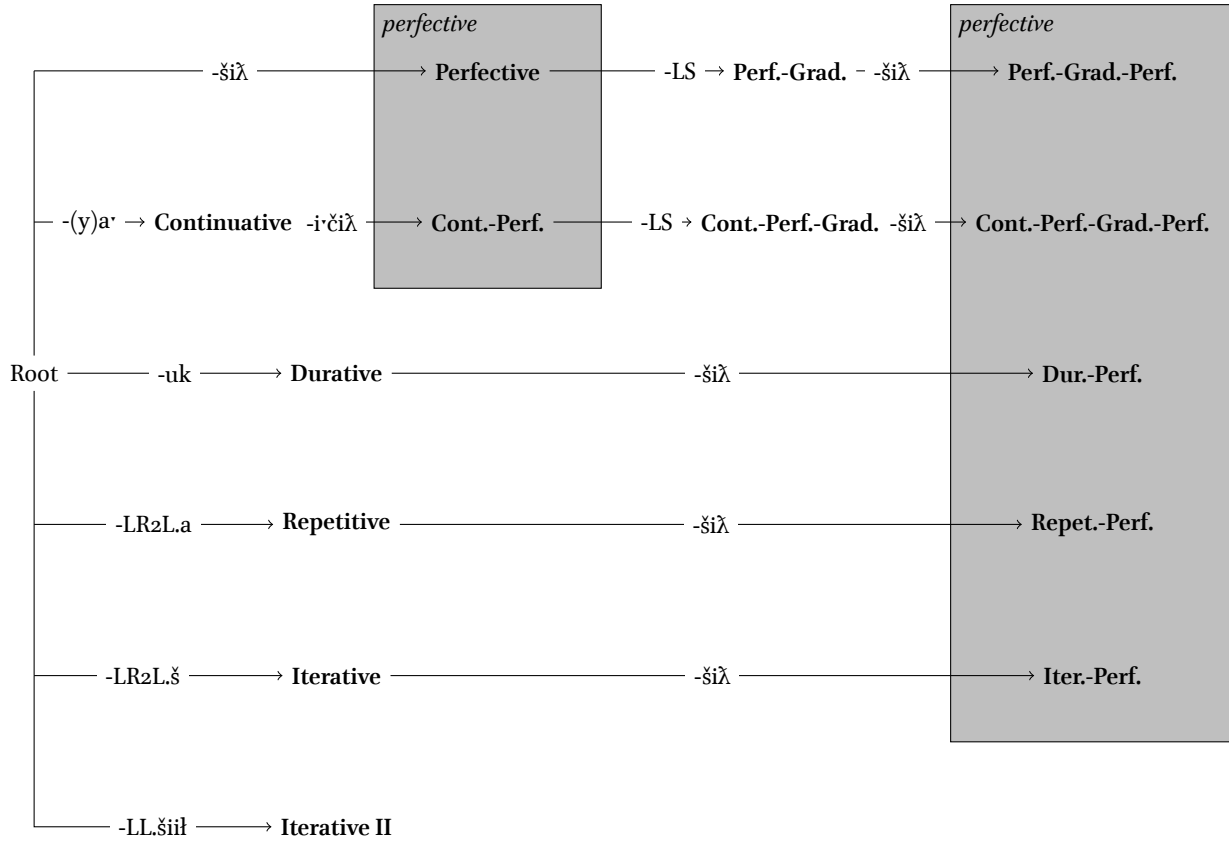 perfective perfective
-šiƛ̃ Perfective -LS Perf.-Grad. -šiƛ̃ Perf.-Grad.-Perf.
-(y)aˑ Continuative -iˑčiƛ̃ Cont.-Perf. -LS Cont.-Perf.-Grad. -šiƛ̃ Cont.-Perf.-Grad.-Perf.
Root -uk Durative -šiƛ̃ Dur.-Perf.
-LR2L.a Repetitive -šiƛ̃ Repet.-Perf.
-LR2L.š Iterative -šiƛ̃ Iter.-Perf.
-LL.šiił Iterative II